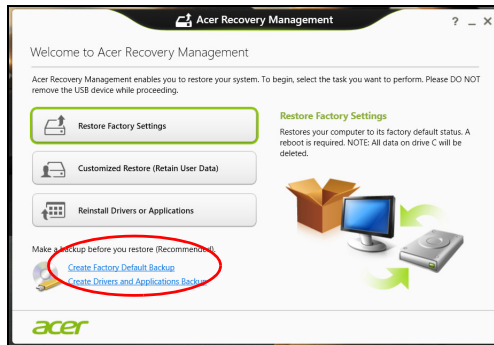 Acer Recovery Management
? _ X
Welcome to Acer Recovery Management
Acer Recovery Management enables you to restore your system. To begin, select the task you want to perform. Please DO NOT
remove the USB device while proceeding.
Restore Factory Settings
Customized Restore (Retain User Data)
Reinstall Drivers or Applications
Restore Factory Settings
Restores your computer to its factory default status. A
reboot is required. NOTE: All data on drive C will be
deleted.
Make a backup before you restore (Recommended).
Create Factory Default Backup
Create Drivers and Applications Backup
acer